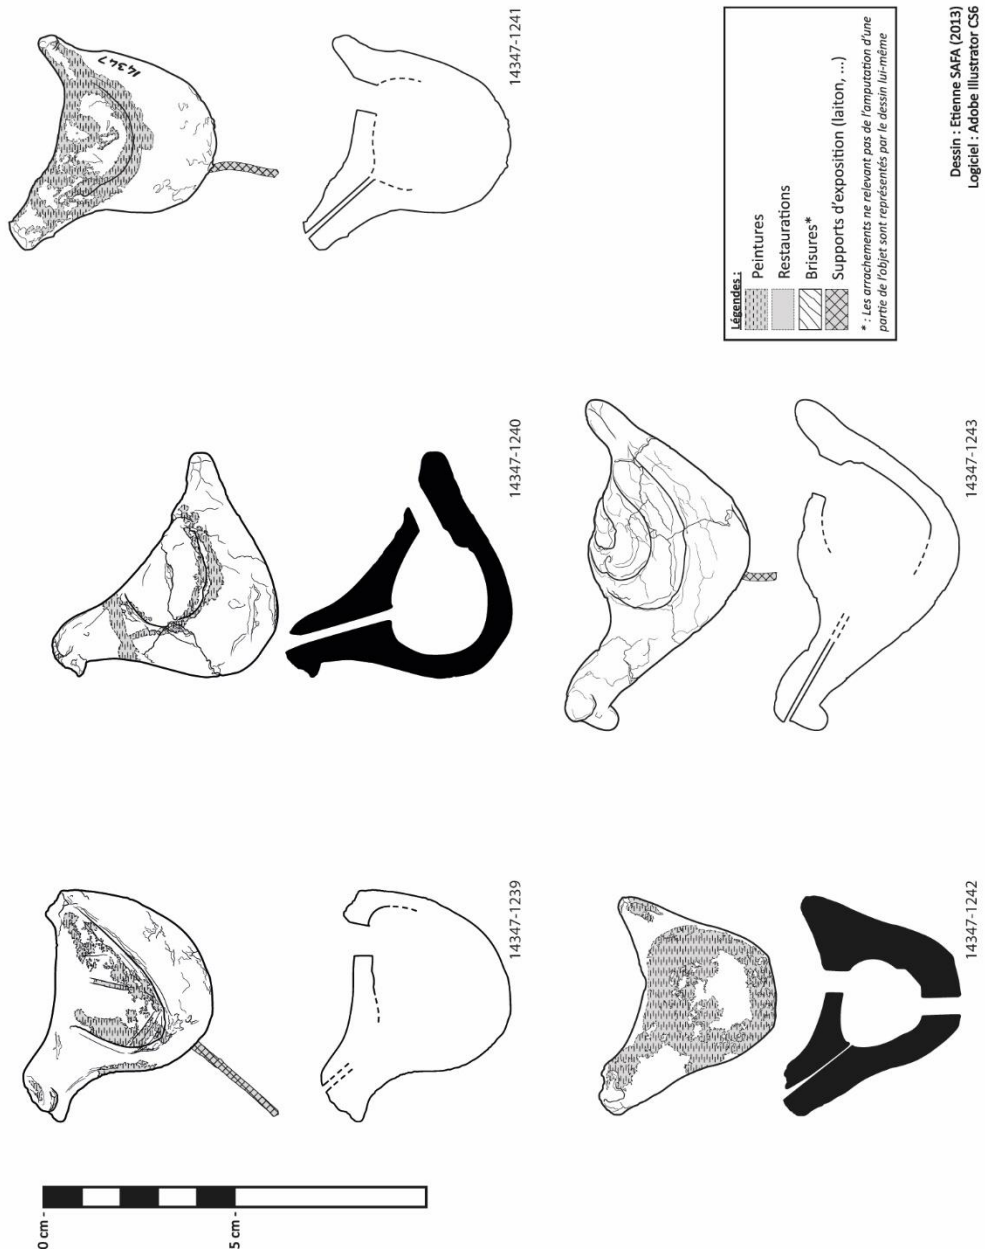 0 cm -
5 cm -
14347-1239
14347-1240
14347
14347-1241
14347-1242
14347-1243
Légendes :
Peintures
Restaurations
Brisures*
Supports d'exposition (laiton, ...)
* : Les arrachements ne relevant pas de l'amputation d'une
partie de l'objet sont représentés par le dessin lui-même
Dessin : Etienne SAFA (2013)
Logiciel : Adobe Illustrator CS6